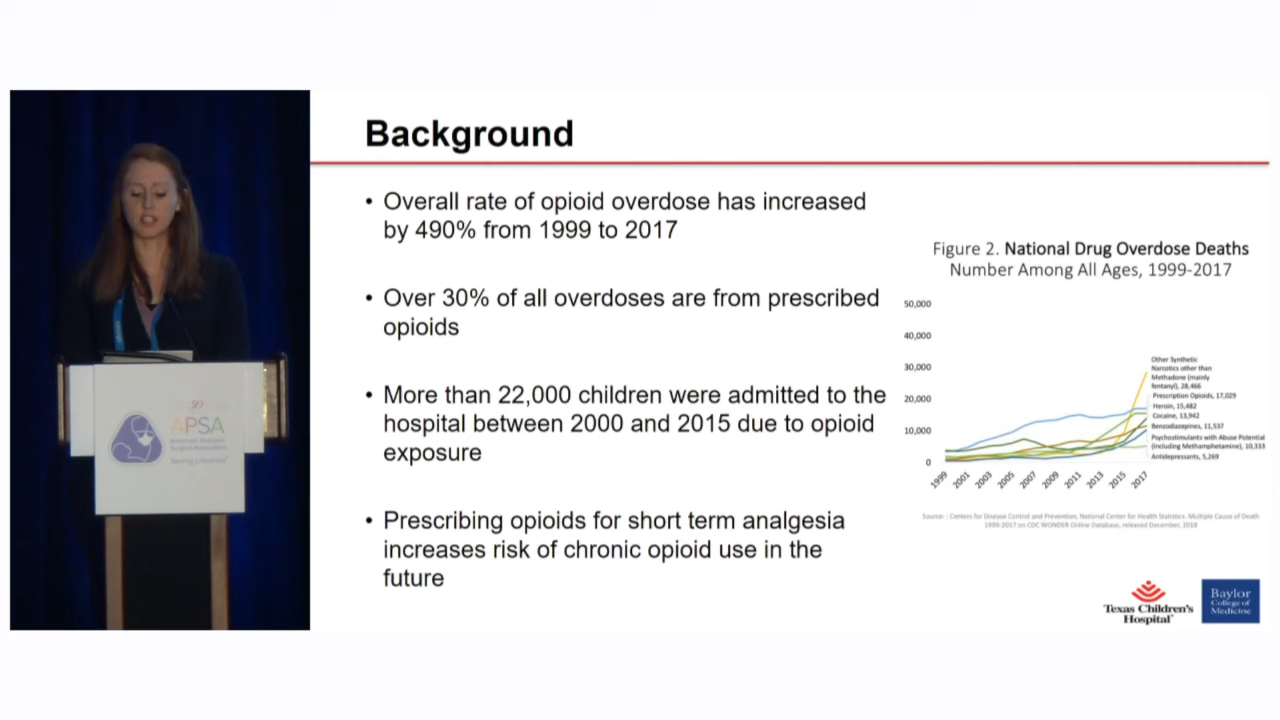 Background
• Overall rate of opioid overdose has increased
by 490% from 1999 to 2017
• Over 30% of all overdoses are from prescribed
opioids
• More than 22,000 children were admitted to the
hospital between 2000 and 2015 due to opioid
exposure
• Prescribing opioids for short term analgesia
increases risk of chronic opioid use in the
future
Figure 2. National Drug Overdose Deaths
Number Among All Ages, 1999-2017
50,000
40,000
30,000
20,000
10,000
0
1999 2001 2003 2005 2007 2009 2011 2013 2015 2017
Other Synthetic
Narcotics other than
Methadone (mainly
fentanyl), 28,466
Prescription Opioids, 17,029
Heroin, 15,482
Cocaine, 13,942
Benzodiazepines, 11,537
Psychostimulants with Abuse Potential
(Including Methamphetamine), 10,333
Antidepressants, 5,269
Source: : Centers for Disease Control and Prevention, National Center for Health Statistics. Multiple Cause of Death
1999-2017 on CDC WONDER Online Database, released December, 2018
Texas Children's
Hospital
Baylor
College of
Medicine
50
APSA
American Pediatric
Surgical Association